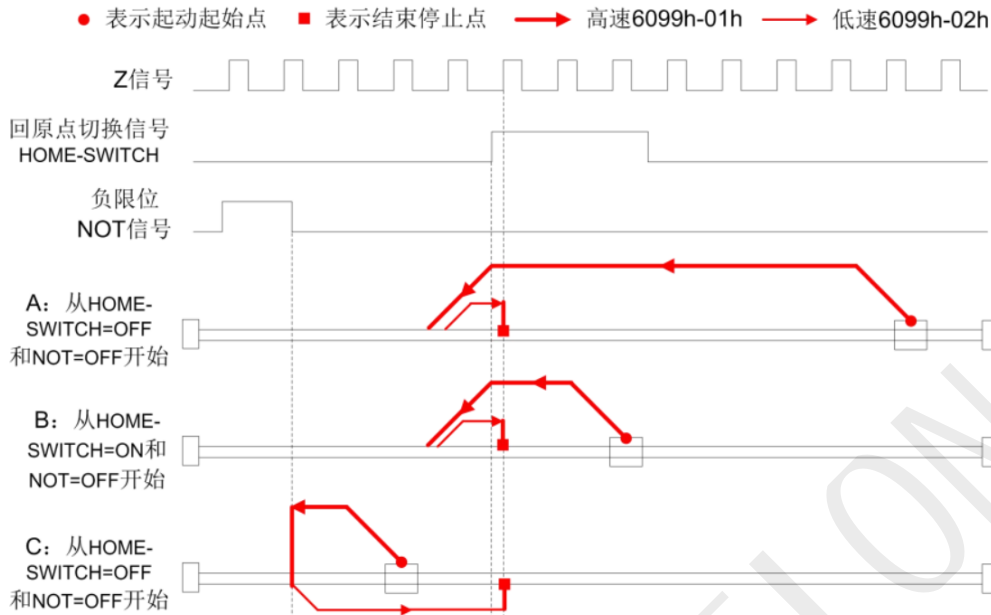 表示起动起始点 表示结束停止点 高速6099h-01h 低速6099h-02h
Z信号
回原点切换信号
HOME-SWITCH
负限位
NOT信号
A：从HOME-
SWITCH=OFF
和NOT=OFF开始
B：从HOME-
SWITCH=ON和
NOT=OFF开始
C：从HOME-
SWITCH=OFF
和NOT=OFF开始